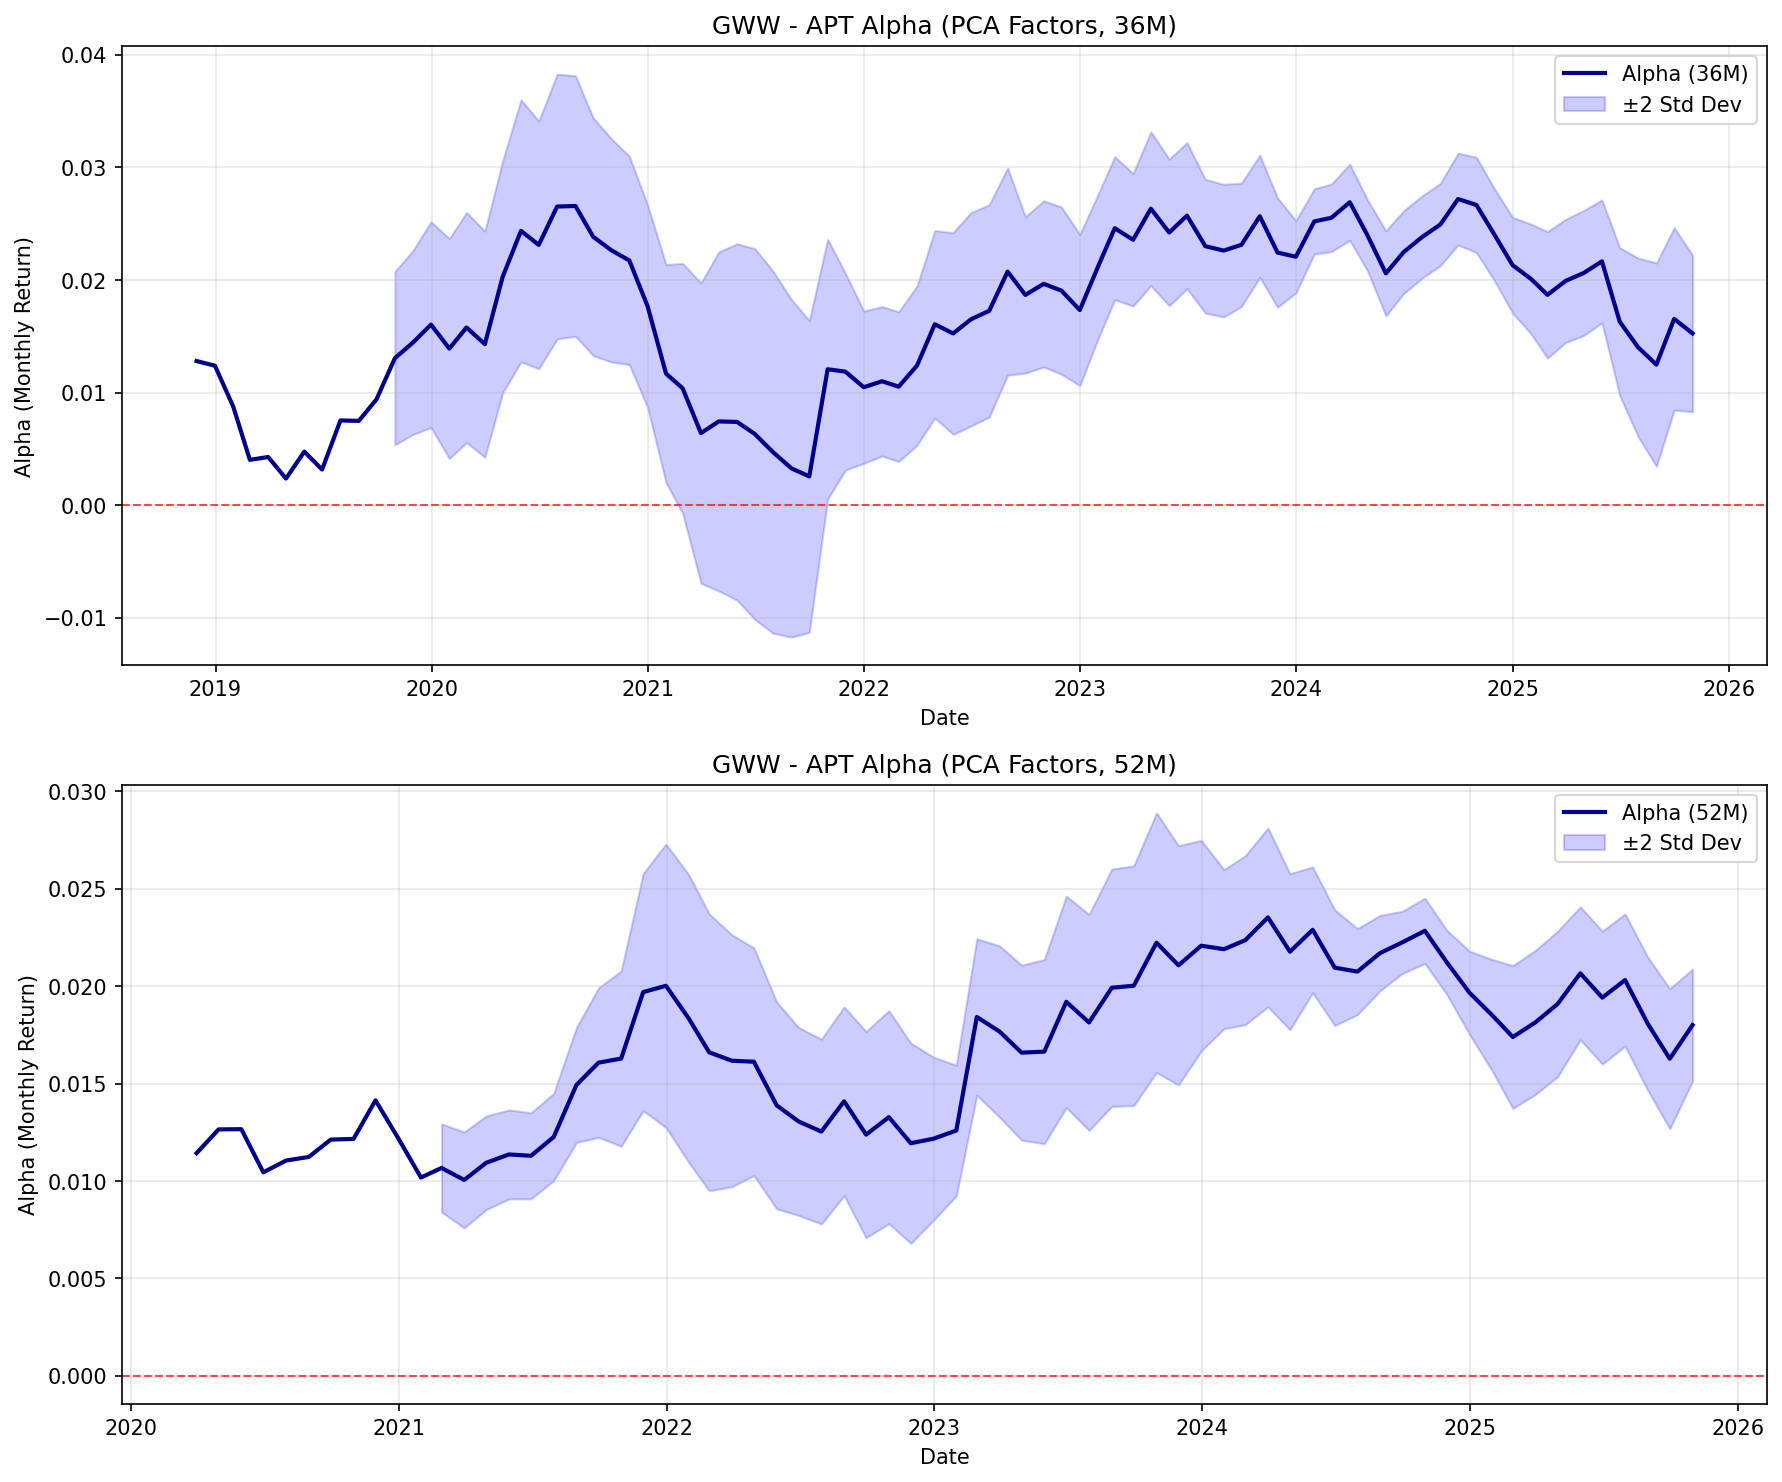 GWW - APT Alpha (PCA Factors, 36M)
Alpha (Monthly Return)
0.04
0.03
0.02
0.01
0.00
−0.01
Alpha (36M)
±2 Std Dev
2019 2020 2021 2022 2023 2024 2025 2026
Date
GWW - APT Alpha (PCA Factors, 52M)
Alpha (Monthly Return)
0.030
0.025
0.020
0.015
0.010
0.005
0.000
Alpha (52M)
±2 Std Dev
2020 2021 2022 2023 2024 2025 2026
Date